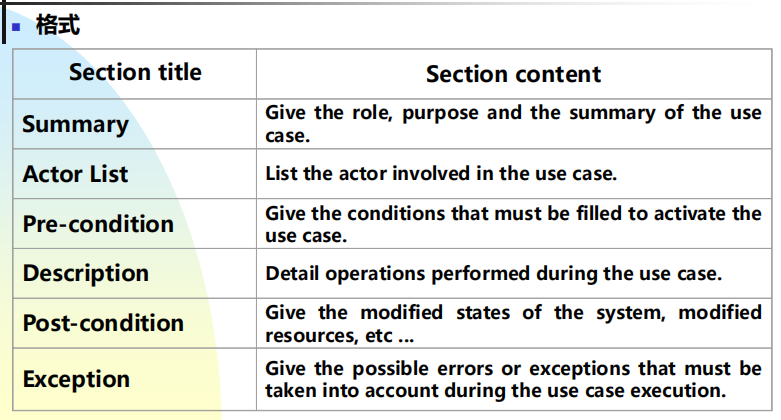 格式
Section title
Section content
Summary
Give the role, purpose and the summary of the use
case.
Actor List
List the actor involved in the use case.
Pre-condition
Give the conditions that must be filled to activate the
use case.
Description
Detail operations performed during the use case.
Post-condition
Give the modified states of the system, modified
resources, etc ...
Exception
Give the possible errors or exceptions that must be
taken into account during the use case execution.